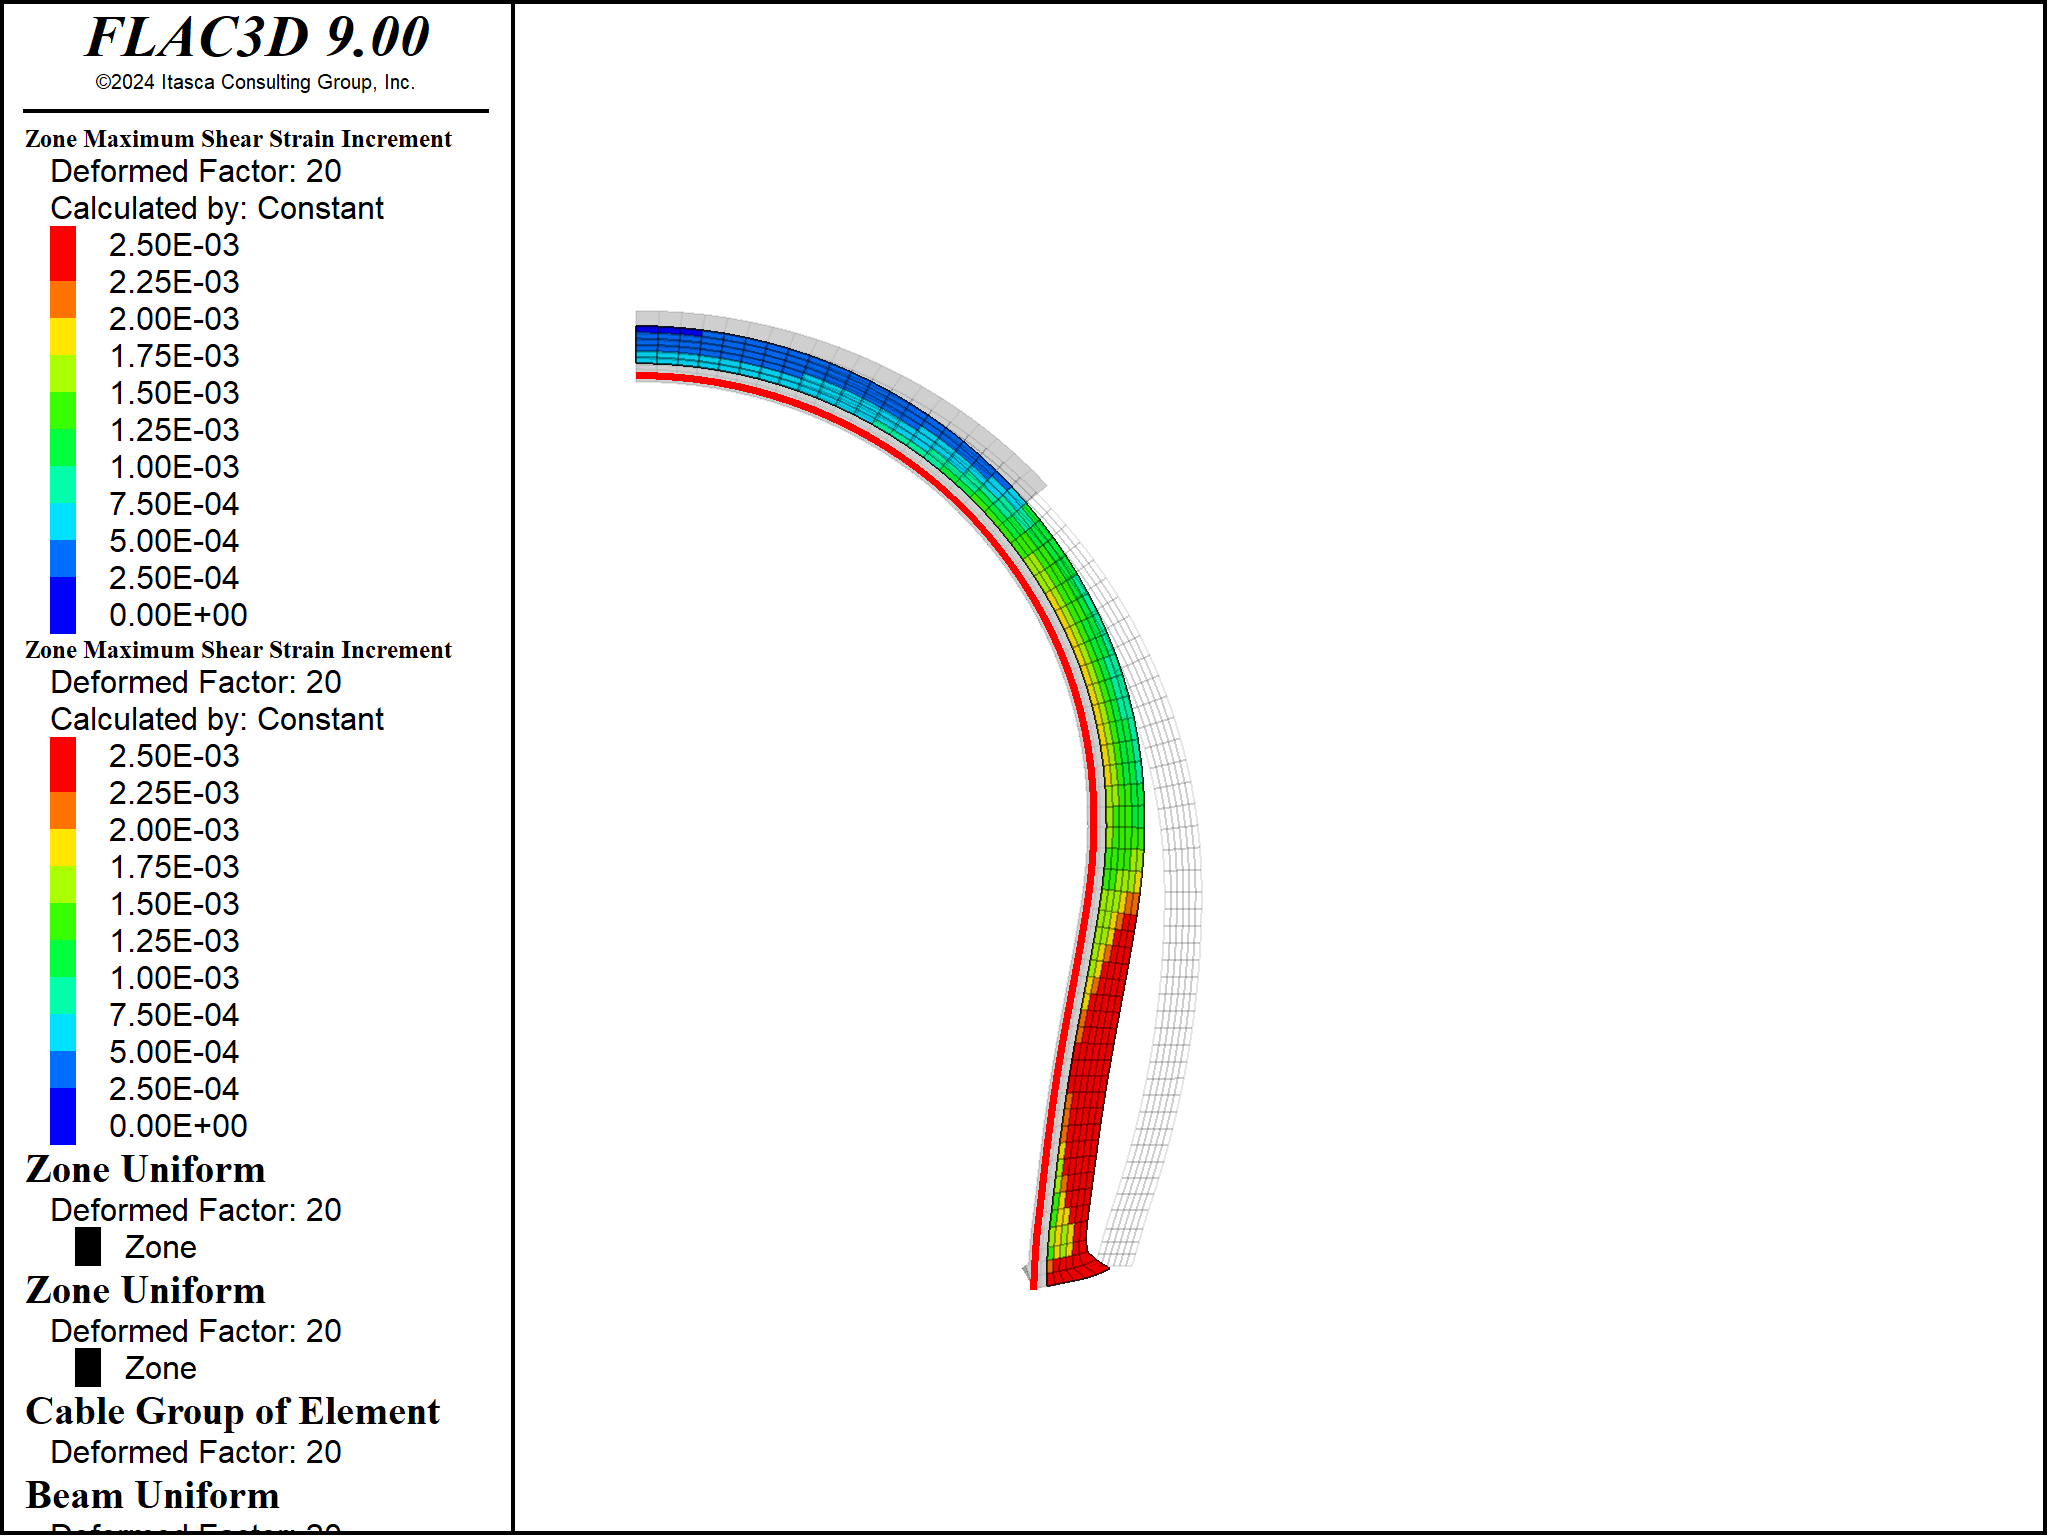 FLAC3D 9.00
©2024 Itasca Consulting Group, Inc.
Zone Maximum Shear Strain Increment
Deformed Factor: 20
Calculated by: Constant
2.50E-03
2.25E-03
2.00E-03
1.75E-03
1.50E-03
1.25E-03
1.00E-03
7.50E-04
5.00E-04
2.50E-04
0.00E+00
Zone Maximum Shear Strain Increment
Deformed Factor: 20
Calculated by: Constant
2.50E-03
2.25E-03
2.00E-03
1.75E-03
1.50E-03
1.25E-03
1.00E-03
7.50E-04
5.00E-04
2.50E-04
0.00E+00
Zone Uniform
Deformed Factor: 20
Zone
Zone Uniform
Deformed Factor: 20
Zone
Cable Group of Element
Deformed Factor: 20
Beam Uniform
Deformed Factor: 20